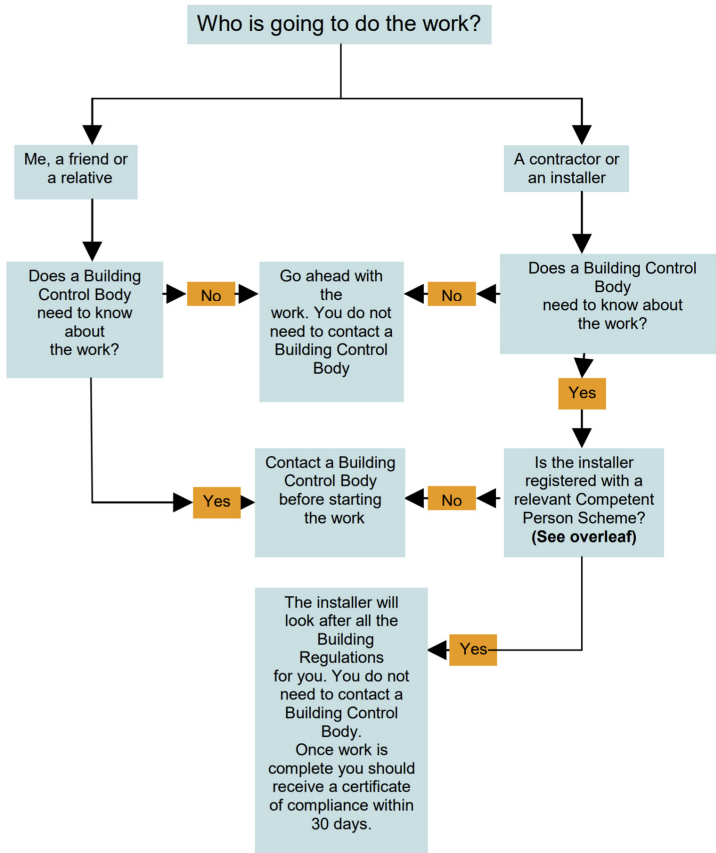 Who is going to do the work?
Me, a friend or
a relative
A contractor or
an installer
Does a Building
Control Body
need to know
about
the work?
No
Go ahead with
the
work. You do not
need to contact a
Building Control
Body
No
Does a Building Control
Body
need to know about
the work?
Yes
Yes
Contact a Building
Control Body
before starting
the work
No
Is the installer
registered with a
relevant Competent
Person Scheme?
(See overleaf)
The installer will
look after all the
Building
Regulations
for you. You do not
need to contact a
Building Control
Body.
Once work is
complete you should
receive a certificate
of compliance within
30 days.
Yes